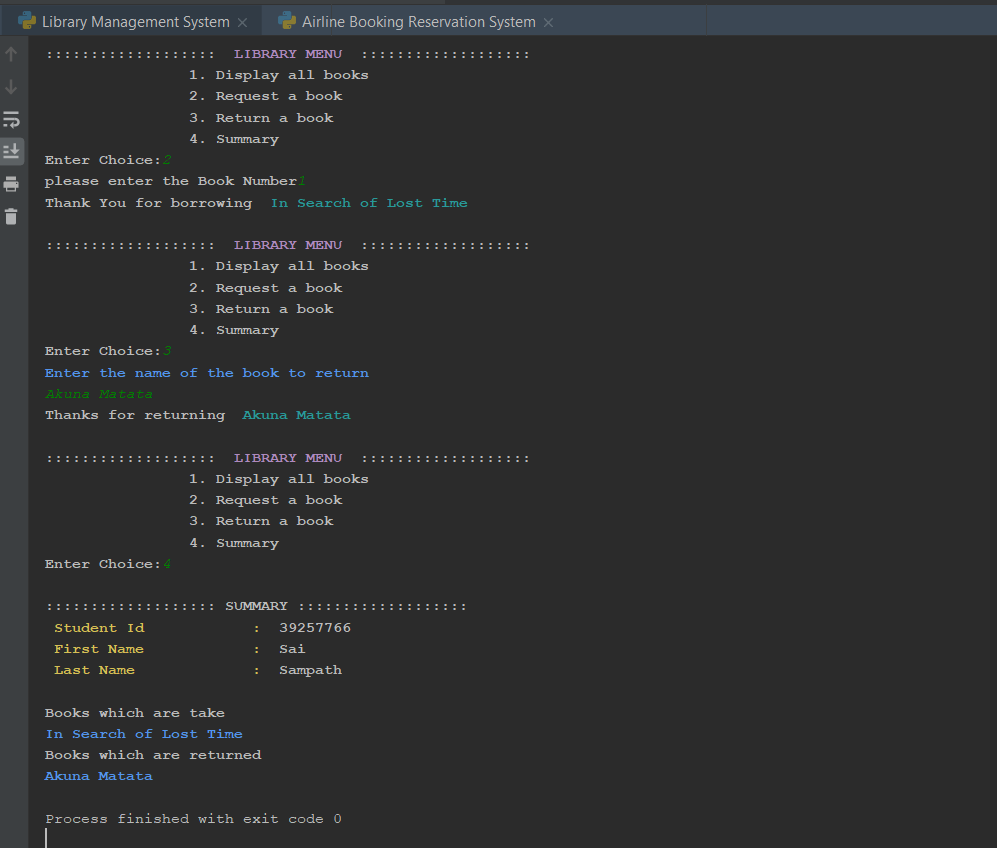 Library Management System × Airline Booking Reservation System ×
::::::::::::::::::: LIBRARY MENU :::::::::::::::::::
1. Display all books
2. Request a book
3. Return a book
4. Summary
Enter Choice:2
please enter the Book Number1
Thank You for borrowing In Search of Lost Time
::::::::::::::::::: LIBRARY MENU :::::::::::::::::::
1. Display all books
2. Request a book
3. Return a book
4. Summary
Enter Choice:3
Enter the name of the book to return
Akuna Matata
Thanks for returning Akuna Matata
::::::::::::::::::: LIBRARY MENU :::::::::::::::::::
1. Display all books
2. Request a book
3. Return a book
4. Summary
Enter Choice:4
::::::::::::::::::: SUMMARY :::::::::::::::::::
Student Id : 39257766
First Name : Sai
Last Name : Sampath
Books which are take
In Search of Lost Time
Books which are returned
Akuna Matata
Process finished with exit code 0